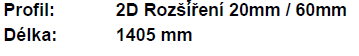 Profil: 2D Rozšíření 20mm / 60mm
Délka: 1405 mm